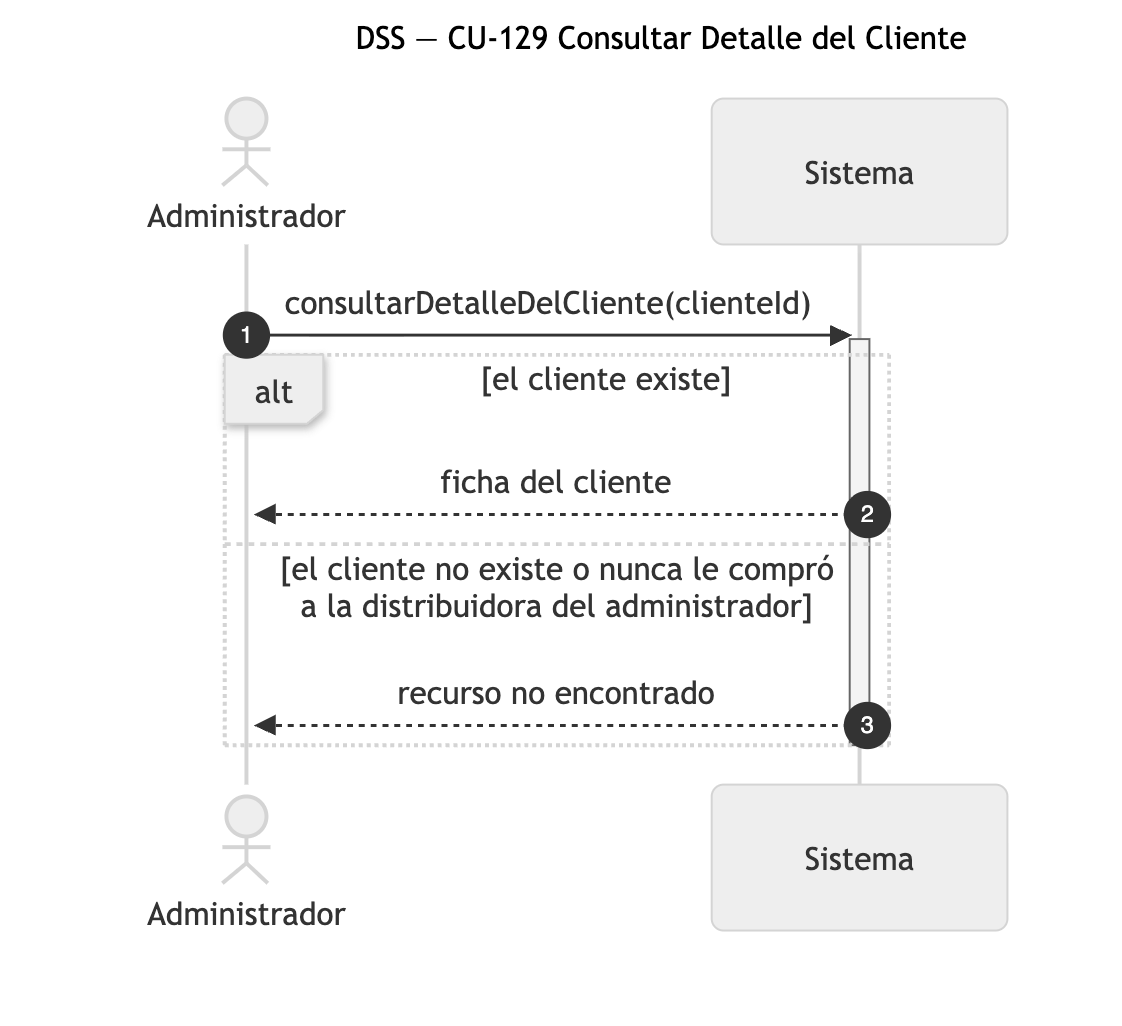 DSS — CU-129 Consultar Detalle del Cliente
Administrador
Sistema
consultarDetalleDelCliente(clienteId)
1
alt
[el cliente existe]
ficha del cliente
2
[el cliente no existe o nunca le compró
a la distribuidora del administrador]
recurso no encontrado
3
Administrador
Sistema